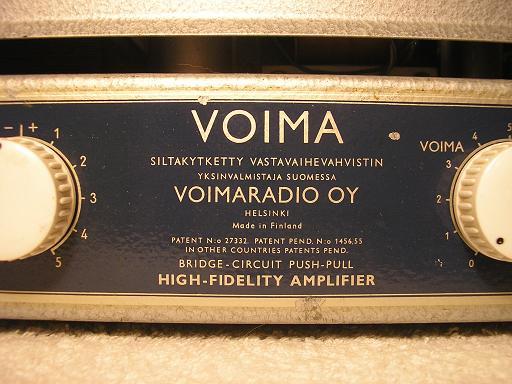 VOIMA
SILTAKYTKETTY VASTAVAIHEVAHVISTIN
YKSINVALMISTAJA SUOMESSA
VOIMARADIO OY
HELSINKI
Made in Finland
PATENT N:o 27332. PATENT PEND. N:o 1456,55
IN OTHER COUNTRIES PATENTS PEND.
BRIDGE-CIRCUIT PUSH-PULL
HIGH-FIDELITY AMPLIFIER
- | + 1
2
3
4
5
VOIMA
0
1
2
3
4
5